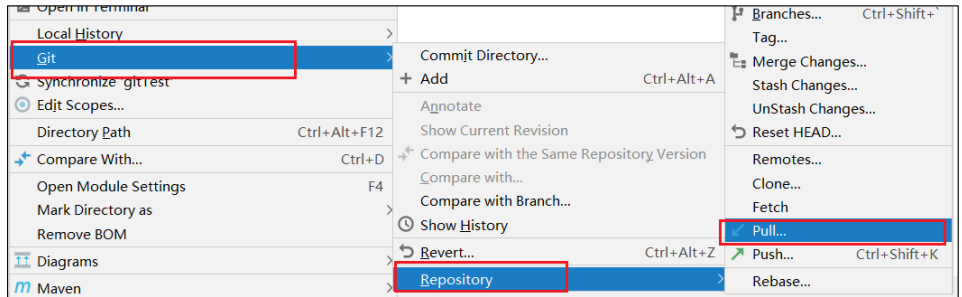 Open in Terminal
Local History
Git
Synchronize 'gitTest'
Edit Scopes...
Directory Path Ctrl+Alt+F12
Compare With... Ctrl+D
Open Module Settings F4
Mark Directory as
Remove BOM
Diagrams
Maven
Commit Directory...
Add Ctrl+Alt+A
Annotate
Show Current Revision
Compare with the Same Repository Version
Compare with...
Compare with Branch...
Show History
Revert... Ctrl+Alt+Z
Repository
Branches... Ctrl+Shift+`
Tag...
Merge Changes...
Stash Changes...
UnStash Changes...
Reset HEAD...
Remotes...
Clone...
Fetch
Pull...
Push... Ctrl+Shift+K
Rebase...